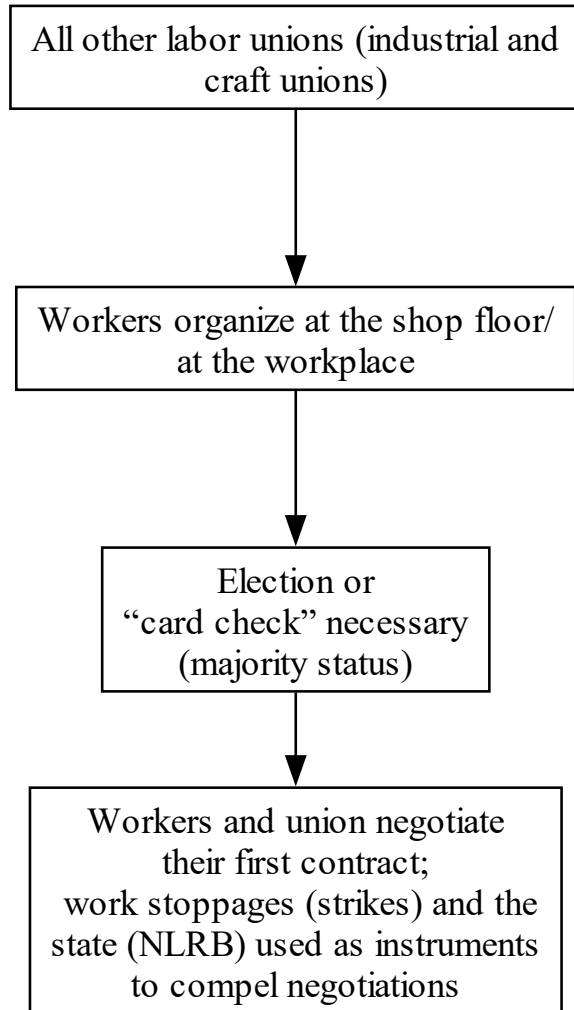 All other labor unions (industrial and
craft unions)
Workers organize at the shop floor/
at the workplace
Election or
“card check” necessary
(majority status)
Workers and union negotiate
their first contract;
work stoppages (strikes) and the
state (NLRB) used as instruments
to compel negotiations